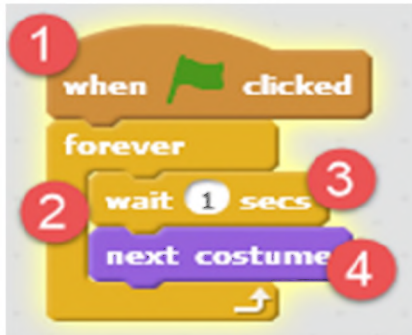 1
when clicked
forever
2
wait 1 secs 3
next costume 4